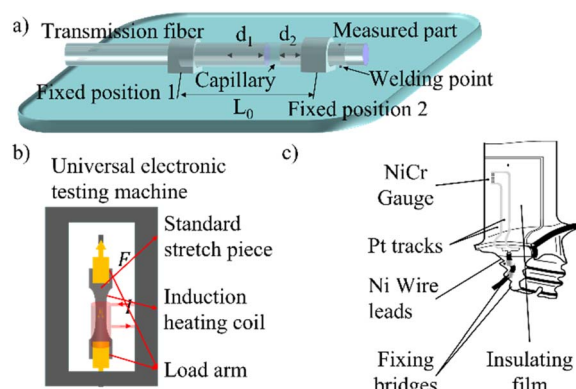 a)
Transmission fiber
d1
d2
Measured part
Capillary
Welding point
Fixed position 1
L0
Fixed position 2
b)
Universal electronic
testing machine
F
Standard
stretch piece
I
Induction
heating coil
Load arm
c)
NiCr
Gauge
Pt tracks
Ni Wire
leads
Fixing
bridges
Insulating
film